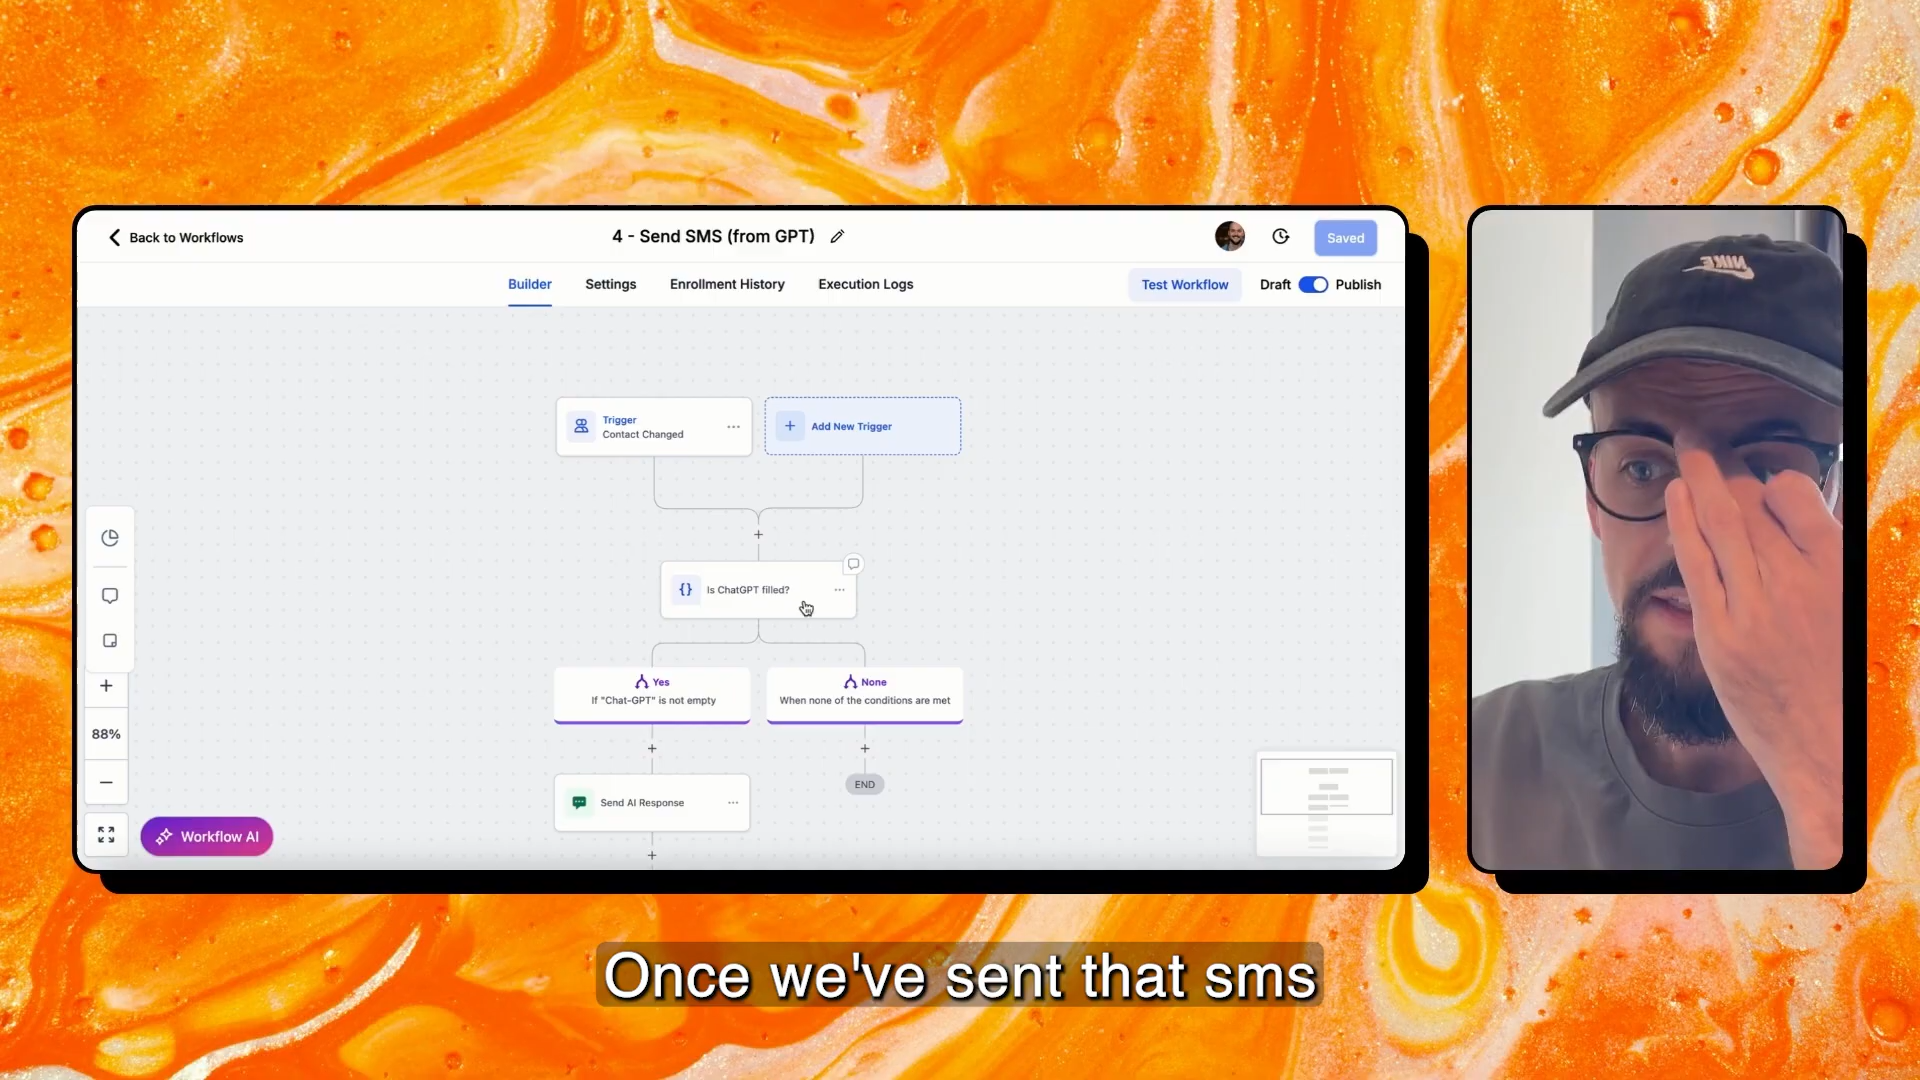 Back to Workflows
4 - Send SMS (from GPT)
Saved
Builder
Settings
Enrollment History
Execution Logs
Test Workflow
Draft
Publish
Trigger
Contact Changed
Add New Trigger
Is ChatGPT filled?
Yes
If "Chat-GPT" is not empty
None
When none of the conditions are met
Send AI Response
END
88%
Workflow AI
NIKE
Once we've sent that sms